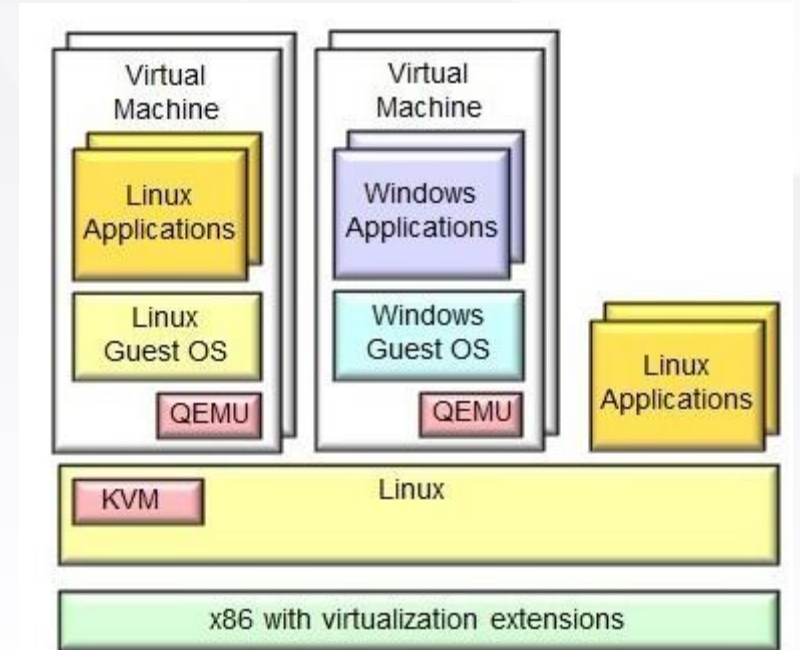 Virtual
Machine
Linux
Applications
Linux
Guest OS
QEMU
Virtual
Machine
Windows
Applications
Windows
Guest OS
QEMU
Linux
Applications
KVM
Linux
x86 with virtualization extensions